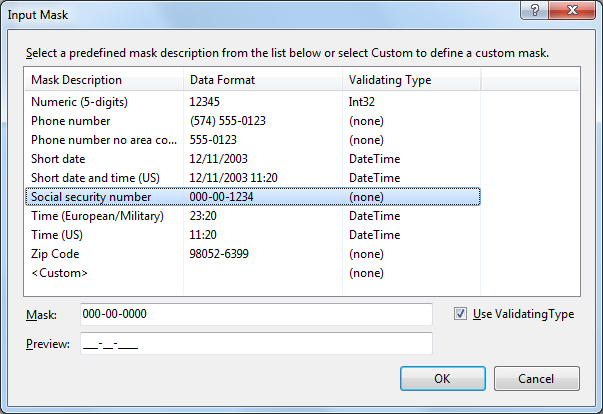 Input Mask
?
Select a predefined mask description from the list below or select Custom to define a custom mask.
Mask Description Data Format Validating Type
Numeric (5-digits) 12345 Int32
Phone number (574) 555-0123 (none)
Phone number no area co... 555-0123 (none)
Short date 12/11/2003 DateTime
Short date and time (US) 12/11/2003 11:20 DateTime
Social security number 000-00-1234 (none)
Time (European/Military) 23:20 DateTime
Time (US) 11:20 DateTime
Zip Code 98052-6399 (none)
<Custom> (none)
Mask: 000-00-0000 Use ValidatingType
Preview: ___-__-____
OK Cancel